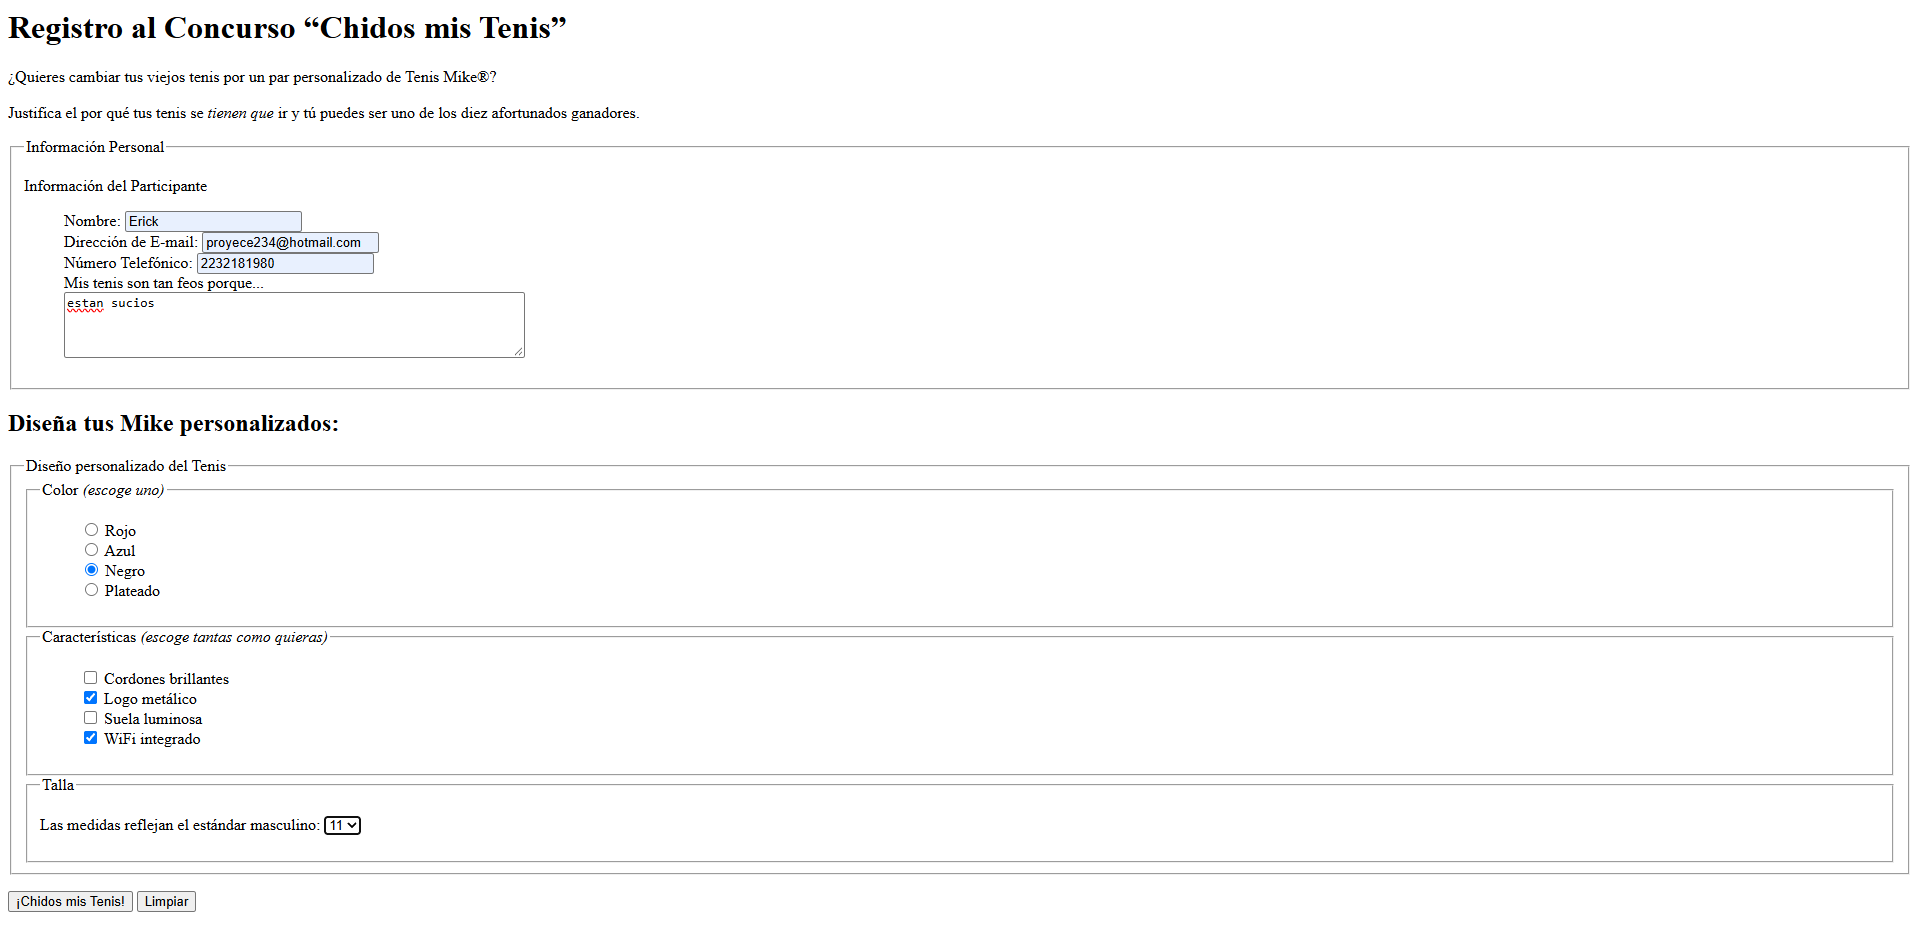 Registro al Concurso “Chidos mis Tenis”
¿Quieres cambiar tus viejos tenis por un par personalizado de Tenis Mike®?
Justifica el por qué tus tenis se tienen que ir y tú puedes ser uno de los diez afortunados ganadores.
Información Personal
Información del Participante
Nombre: Erick
Dirección de E-mail: proyece234@hotmail.com
Número Telefónico: 2232181980
Mis tenis son tan feos porque...
estan sucios
Diseña tus Mike personalizados:
Diseño personalizado del Tenis
Color (escoge uno)
Rojo
Azul
Negro
Plateado
Características (escoge tantas como quieras)
Cordones brillantes
Logo metálico
Suela luminosa
WiFi integrado
Talla
Las medidas reflejan el estándar masculino: 11
¡Chidos mis Tenis! Limpiar